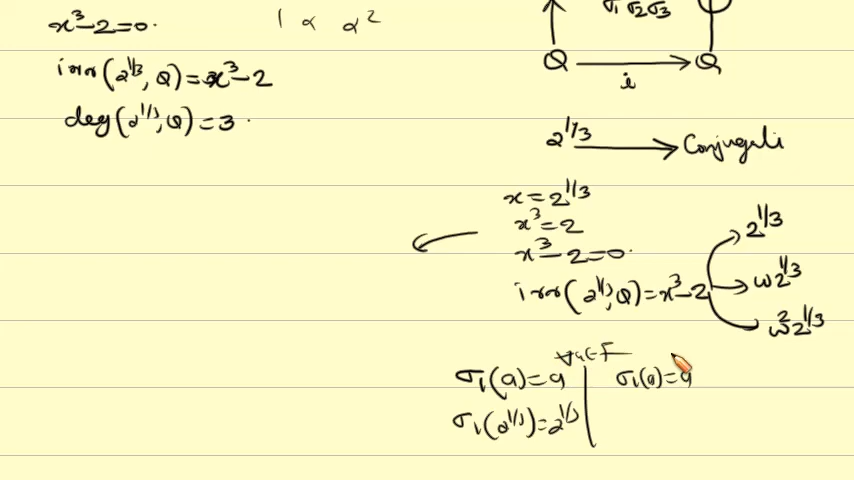 x³-2=0.
1 α α²
irr(2^1/3, Q)=x³-2
deg(2^1/3, Q)=3.
σ1 σ2 σ3
Q → Q
i
2^1/3 → Conjugate
x=2^1/3
x³=2
x³-2=0.
irr(2^1/3, Q)=x³-2
2^1/3
ω2^1/3
ω²2^1/3
∀a∈F
σ1(a)=a | σ1(a)=a
σ1(2^1/3)=2^1/3